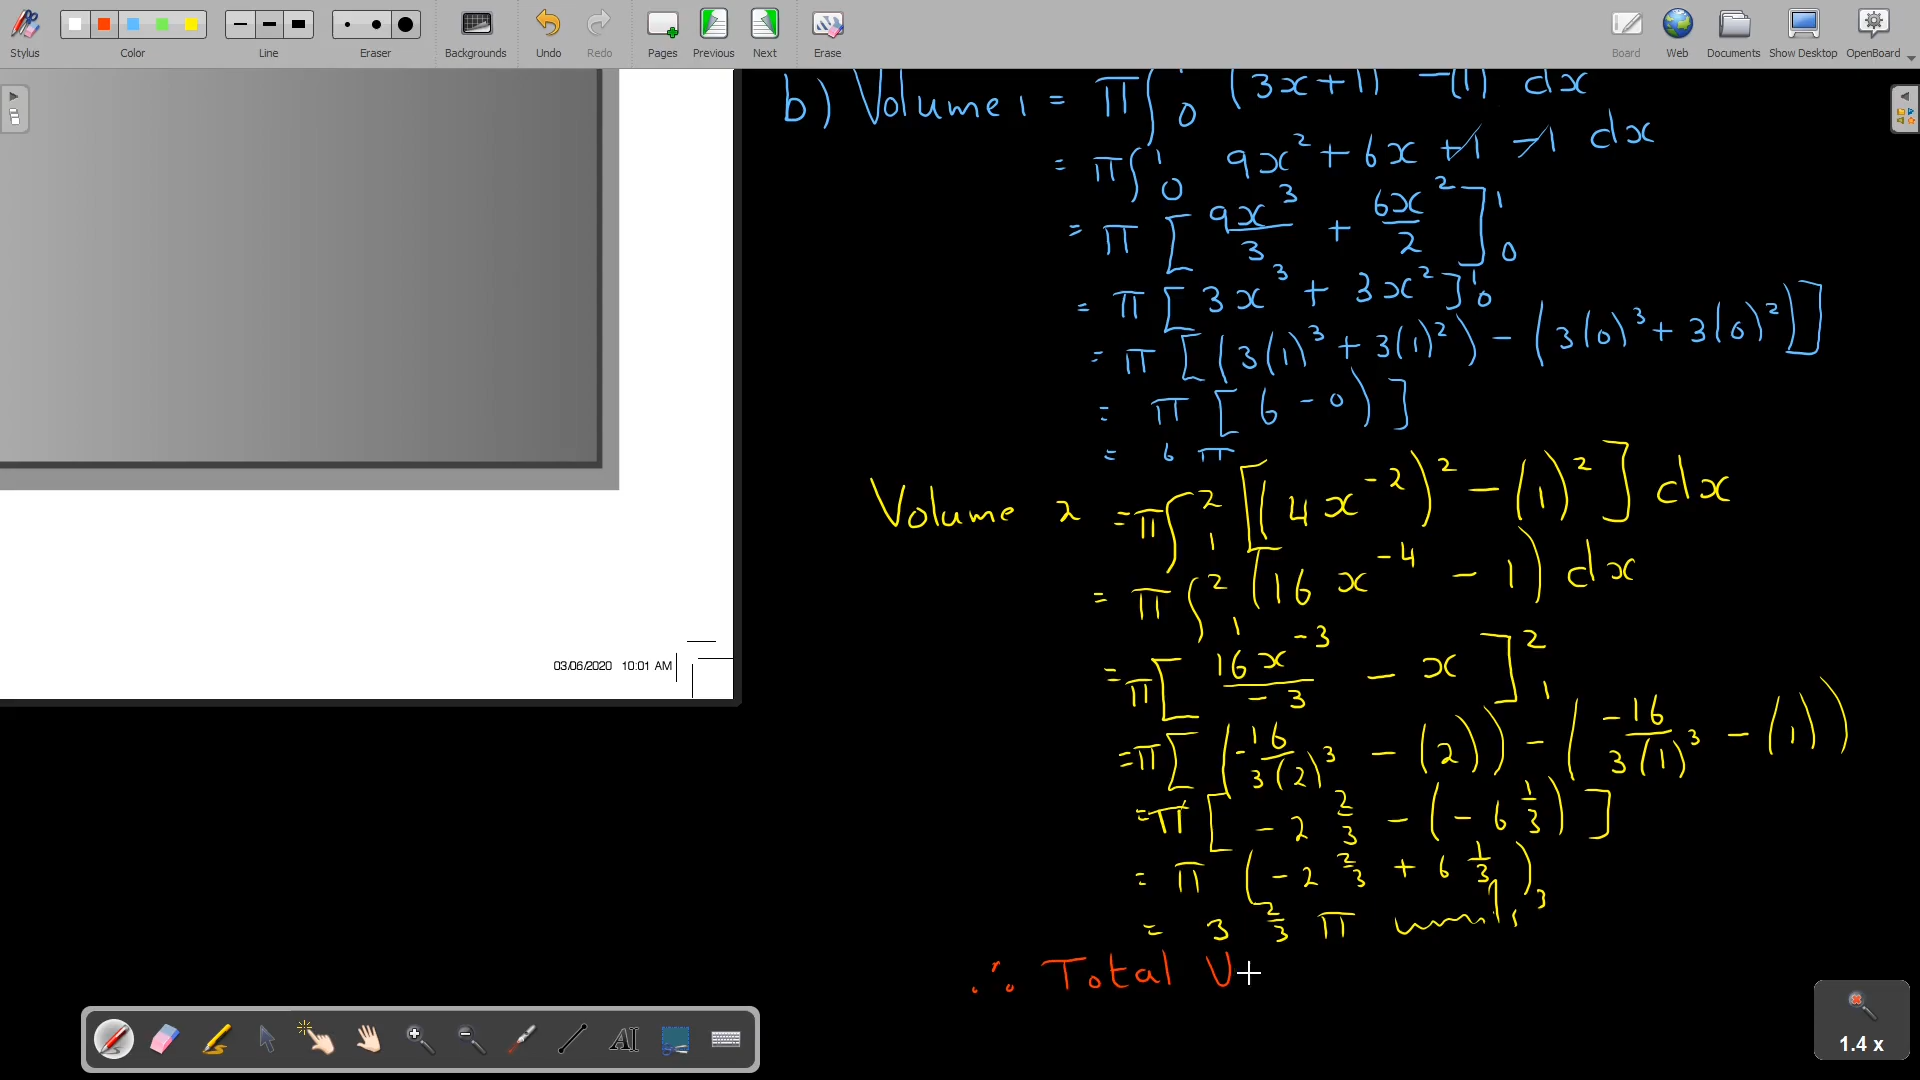 Stylus Color Line Eraser Backgrounds Undo Redo Pages Previous Next Erase Board Web Documents Show Desktop OpenBoard
b) Volume 1 = π∫₀¹ (3x+1) - (1) dx
= π∫₀¹ 9x² + 6x +1 -1 dx
= π [9x³/3 + 6x²/2]₀¹
= π [3x³ + 3x²]₀¹
= π [(3(1)³ + 3(1)²) - (3(0)³ + 3(0)²)]
= π [6 - 0)]
= 6 π
Volume 2 = π∫₁² [(4x⁻²)² - (1)²] dx
= π∫₁² (16x⁻⁴ - 1) dx
= π[16x⁻³/-3 - x]₁²
= π[(-16/3(2)³ - (2)) - (-16/3(1)³ - (1))
= π[-2 2/3 - (-6 1/3)]
= π (-2 2/3 + 6 1/3)
= 3 2/3 π units³
∴ Total V
03/06/2020 10:01 AM
1.4 x